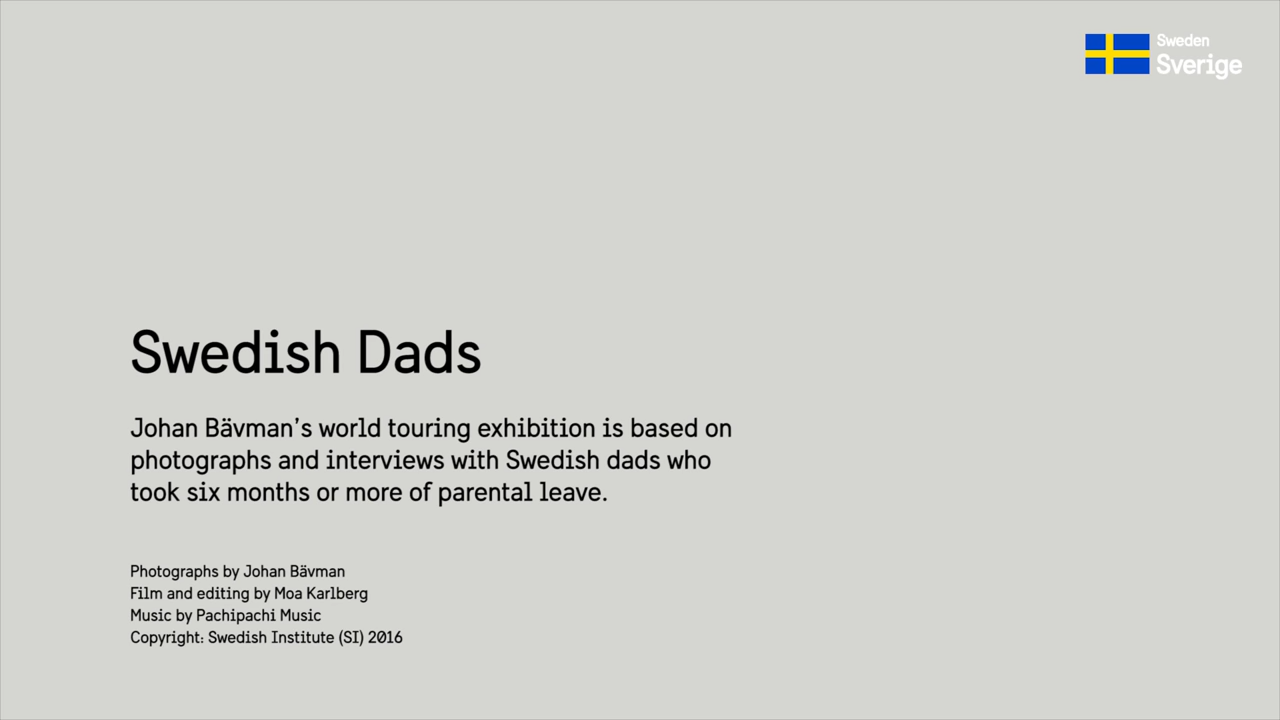 Sweden
Sverige
Swedish Dads
Johan Bävman’s world touring exhibition is based on
photographs and interviews with Swedish dads who
took six months or more of parental leave.
Photographs by Johan Bävman
Film and editing by Moa Karlberg
Music by Pachipachi Music
Copyright: Swedish Institute (SI) 2016